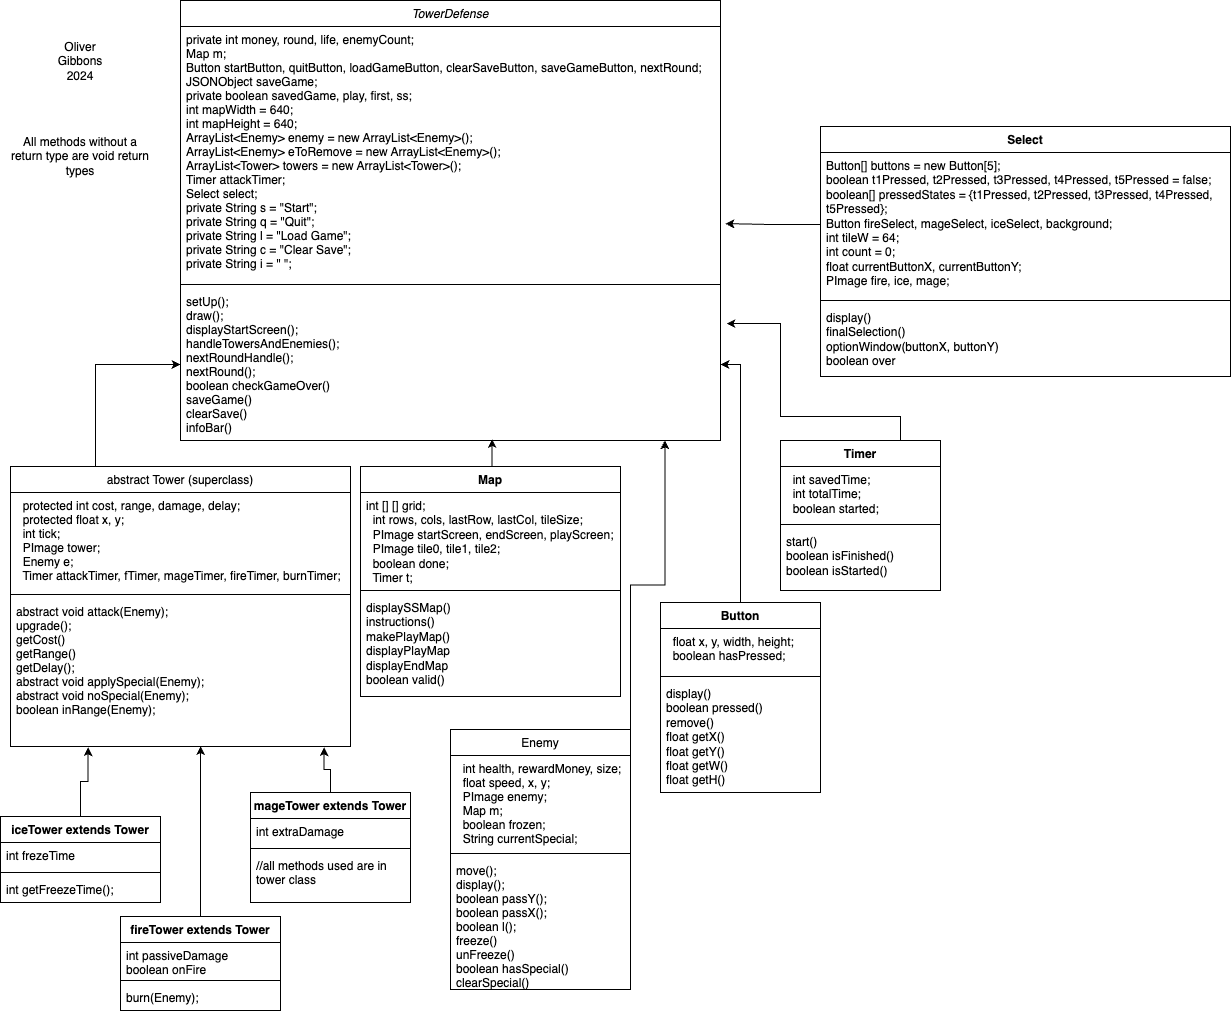 Oliver
Gibbons
2024
All methods without a
return type are void return
types
TowerDefense
private int money, round, life, enemyCount;
Map m;
Button startButton, quitButton, loadGameButton, clearSaveButton, saveGameButton, nextRound;
JSONObject saveGame;
private boolean savedGame, play, first, ss;
int mapWidth = 640;
int mapHeight = 640;
ArrayList<Enemy> enemy = new ArrayList<Enemy>();
ArrayList<Enemy> eToRemove = new ArrayList<Enemy>();
ArrayList<Tower> towers = new ArrayList<Tower>();
Timer attackTimer;
Select select;
private String s = "Start";
private String q = "Quit";
private String l = "Load Game";
private String c = "Clear Save";
private String i = " ";
setUp();
draw();
displayStartScreen();
handleTowersAndEnemies();
nextRoundHandle();
nextRound();
boolean checkGameOver()
saveGame()
clearSave()
infoBar()
Select
Button[] buttons = new Button[5];
boolean t1Pressed, t2Pressed, t3Pressed, t4Pressed, t5Pressed = false;
boolean[] pressedStates = {t1Pressed, t2Pressed, t3Pressed, t4Pressed,
t5Pressed};
Button fireSelect, mageSelect, iceSelect, background;
int tileW = 64;
int count = 0;
float currentButtonX, currentButtonY;
PImage fire, ice, mage;
display()
finalSelection()
optionWindow(buttonX, buttonY)
boolean over
Timer
int savedTime;
int totalTime;
boolean started;
start()
boolean isFinished()
boolean isStarted()
abstract Tower (superclass)
protected int cost, range, damage, delay;
protected float x, y;
int tick;
PImage tower;
Enemy e;
Timer attackTimer, fTimer, mageTimer, fireTimer, burnTimer;
abstract void attack(Enemy);
upgrade();
getCost()
getRange()
getDelay();
abstract void applySpecial(Enemy);
abstract void noSpecial(Enemy);
boolean inRange(Enemy);
Map
int [] [] grid;
int rows, cols, lastRow, lastCol, tileSize;
PImage startScreen, endScreen, playScreen;
PImage tile0, tile1, tile2;
boolean done;
Timer t;
displaySSMap()
instructions()
makePlayMap()
displayPlayMap
displayEndMap
boolean valid()
Button
float x, y, width, height;
boolean hasPressed;
display()
boolean pressed()
remove()
float getX()
float getY()
float getW()
float getH()
Enemy
int health, rewardMoney, size;
float speed, x, y;
PImage enemy;
Map m;
boolean frozen;
String currentSpecial;
move();
display();
boolean passY();
boolean passX();
boolean l();
freeze()
unFreeze()
boolean hasSpecial()
clearSpecial()
mageTower extends Tower
int extraDamage
//all methods used are in
tower class
iceTower extends Tower
int frezeTime
int getFreezeTime();
fireTower extends Tower
int passiveDamage
boolean onFire
burn(Enemy);